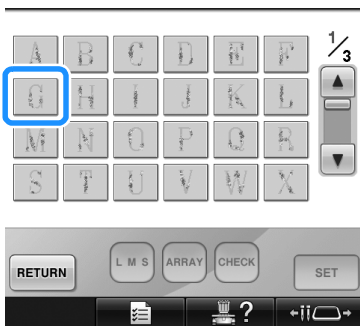 A B C D E F
1/3
G H I J K L
M N O P Q R
S T U V W X
RETURN L M S ARRAY CHECK SET
?